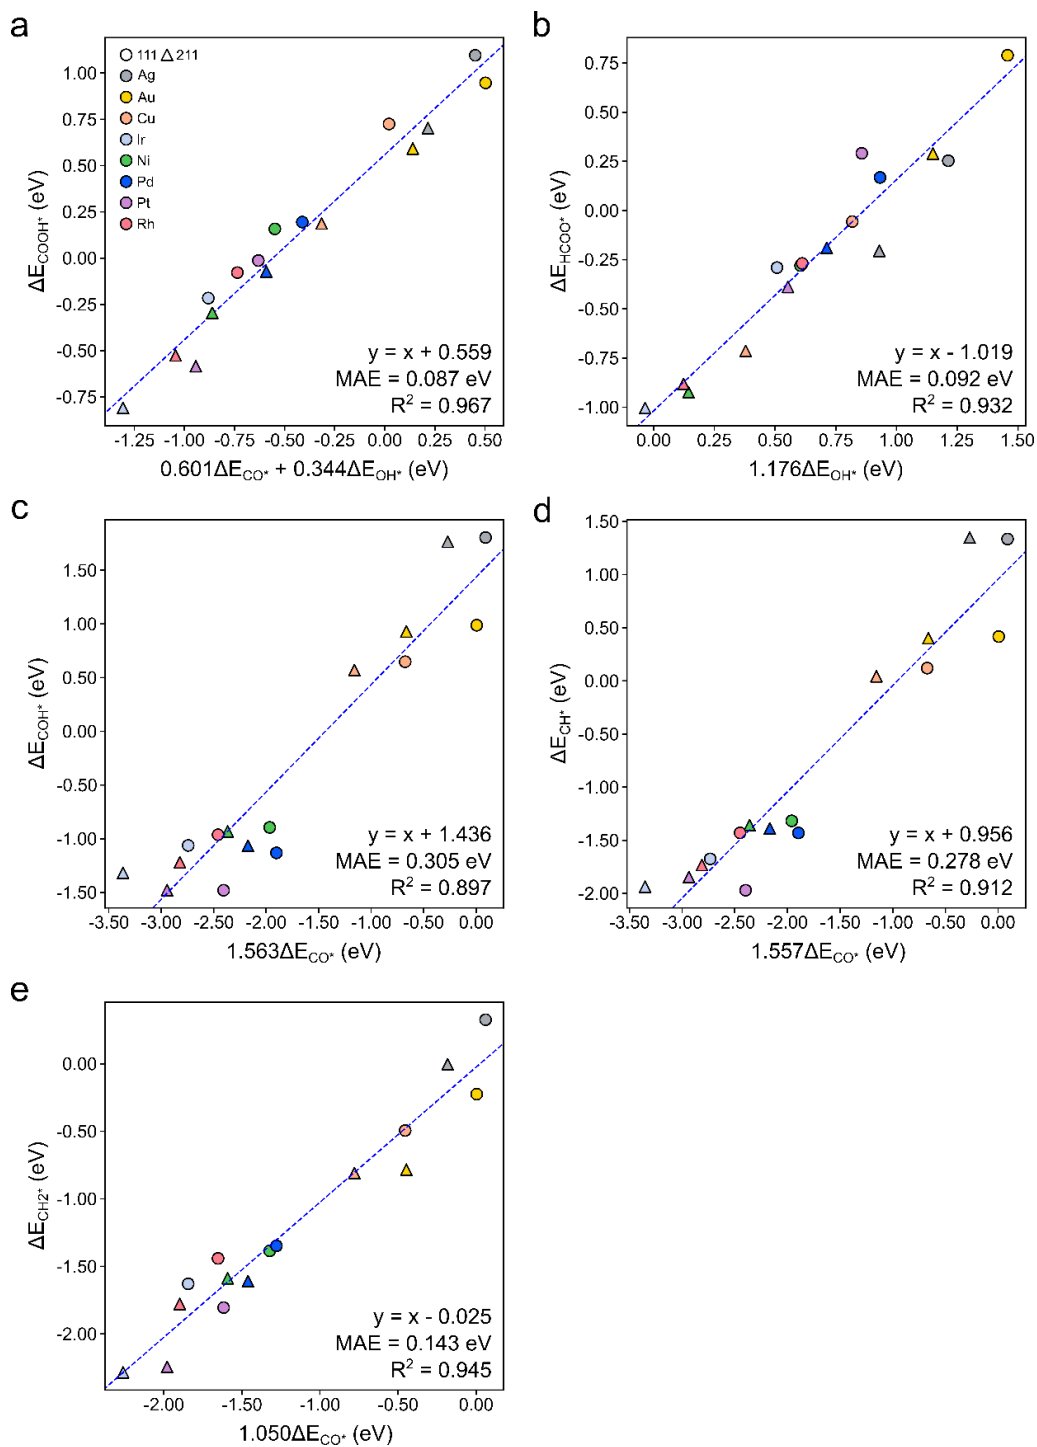 a
1.00
0.75
0.50
0.25
0.00
-0.25
-0.50
-0.75
ΔE_COOH* (eV)
111 211
Ag
Au
Cu
Ir
Ni
Pd
Pt
Rh
y = x + 0.559
MAE = 0.087 eV
R² = 0.967
-1.25 -1.00 -0.75 -0.50 -0.25 0.00 0.25 0.50
0.601ΔE_CO* + 0.344ΔE_OH* (eV)
b
0.75
0.50
0.25
0.00
-0.25
-0.50
-0.75
-1.00
ΔE_HCOO* (eV)
y = x - 1.019
MAE = 0.092 eV
R² = 0.932
0.00 0.25 0.50 0.75 1.00 1.25 1.50
1.176ΔE_OH* (eV)
c
1.50
1.00
0.50
0.00
-0.50
-1.00
-1.50
ΔE_COH* (eV)
y = x + 1.436
MAE = 0.305 eV
R² = 0.897
-3.50 -3.00 -2.50 -2.00 -1.50 -1.00 -0.50 0.00
1.563ΔE_CO* (eV)
d
1.50
1.00
0.50
0.00
-0.50
-1.00
-1.50
-2.00
ΔE_CH* (eV)
y = x + 0.956
MAE = 0.278 eV
R² = 0.912
-3.50 -3.00 -2.50 -2.00 -1.50 -1.00 -0.50 0.00
1.557ΔE_CO* (eV)
e
0.00
-0.50
-1.00
-1.50
-2.00
ΔE_CH2* (eV)
y = x - 0.025
MAE = 0.143 eV
R² = 0.945
-2.00 -1.50 -1.00 -0.50 0.00
1.050ΔE_CO* (eV)